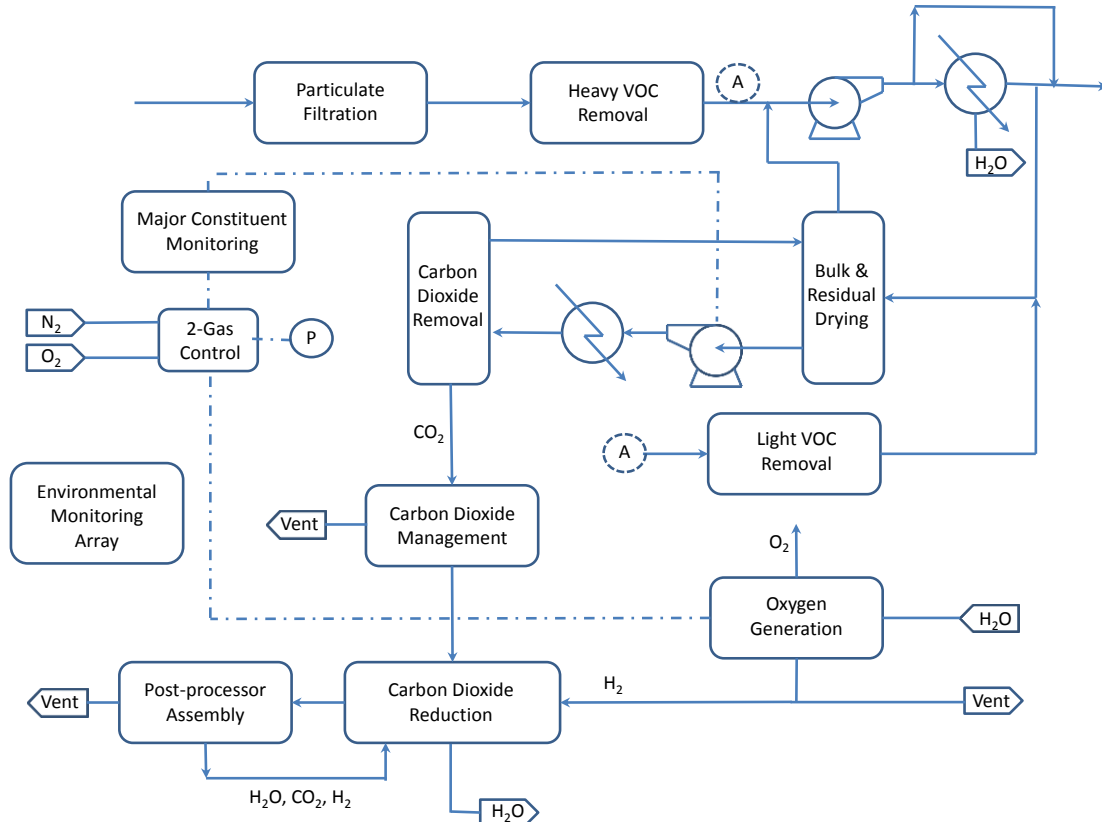 Particulate
Filtration
Heavy VOC
Removal
A
H₂O
Major Constituent
Monitoring
Carbon
Dioxide
Removal
Bulk &
Residual
Drying
N₂
O₂
2-Gas
Control
P
CO₂
A
Light VOC
Removal
Environmental
Monitoring
Array
Vent
Carbon Dioxide
Management
O₂
Oxygen
Generation
H₂O
Vent
Post-processor
Assembly
Carbon Dioxide
Reduction
H₂
Vent
H₂O, CO₂, H₂
H₂O